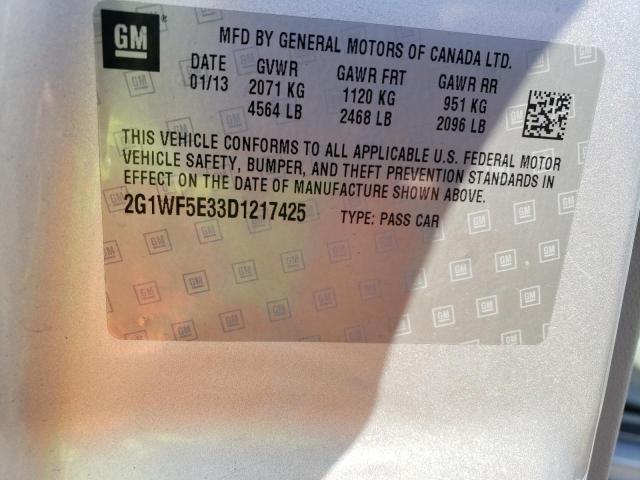 GM
MFD BY GENERAL MOTORS OF CANADA LTD.
DATE GVWR GAWR FRT GAWR RR
01/13 2071 KG 1120 KG 951 KG
4564 LB 2468 LB 2096 LB
THIS VEHICLE CONFORMS TO ALL APPLICABLE U.S. FEDERAL MOTOR
VEHICLE SAFETY, BUMPER, AND THEFT PREVENTION STANDARDS IN
EFFECT ON THE DATE OF MANUFACTURE SHOWN ABOVE.
2G1WF5E33D1217425 TYPE: PASS CAR